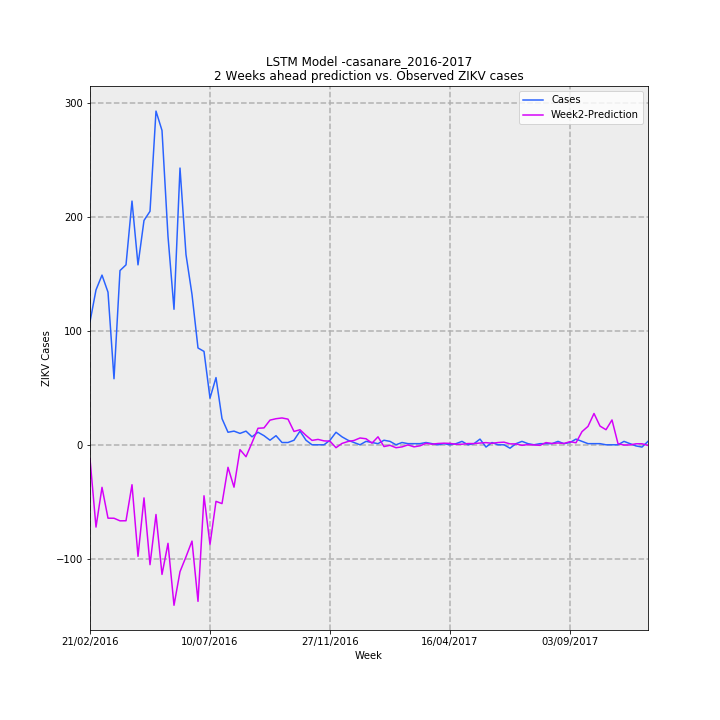 LSTM Model -casanare_2016-2017
2 Weeks ahead prediction vs. Observed ZIKV cases
Cases
Week2-Prediction
300
200
100
0
−100
ZIKV Cases
21/02/2016
10/07/2016
27/11/2016
16/04/2017
03/09/2017
Week